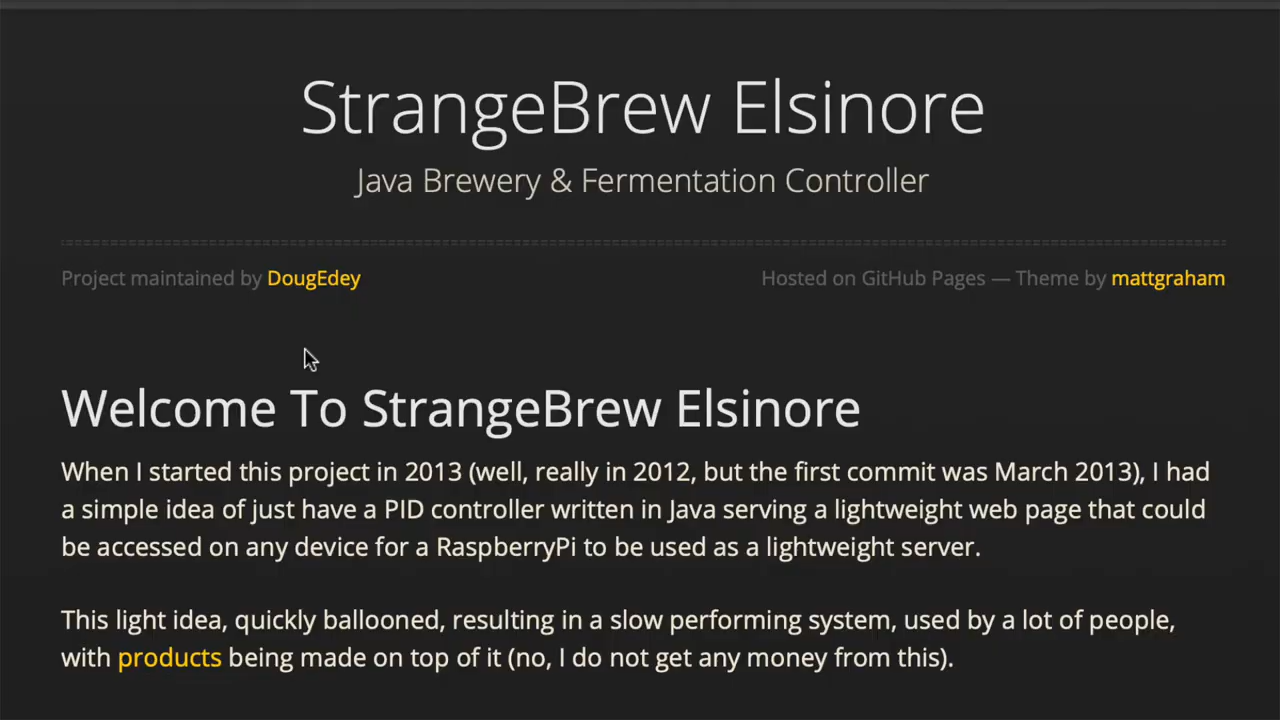 StrangeBrew Elsinore
Java Brewery & Fermentation Controller
Project maintained by DougEdey
Hosted on GitHub Pages — Theme by mattgraham
Welcome To StrangeBrew Elsinore
When I started this project in 2013 (well, really in 2012, but the first commit was March 2013), I had
a simple idea of just have a PID controller written in Java serving a lightweight web page that could
be accessed on any device for a RaspberryPi to be used as a lightweight server.
This light idea, quickly ballooned, resulting in a slow performing system, used by a lot of people,
with products being made on top of it (no, I do not get any money from this).